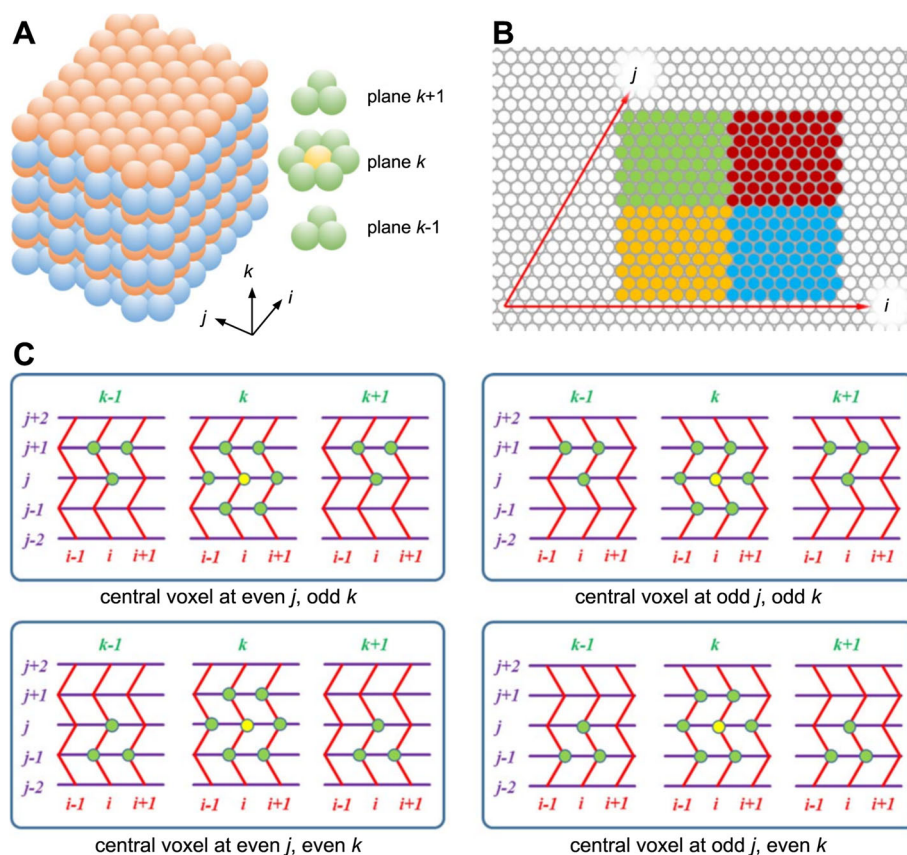 A
plane k+1
plane k
plane k-1
k
i
j
B
j
i
C
k-1 k k+1
j+2
j+1
j
j-1
j-2
i-1 i i+1 i-1 i i+1 i-1 i i+1
central voxel at even j, odd k
k-1 k k+1
j+2
j+1
j
j-1
j-2
i-1 i i+1 i-1 i i+1 i-1 i i+1
central voxel at odd j, odd k
k-1 k k+1
j+2
j+1
j
j-1
j-2
i-1 i i+1 i-1 i i+1 i-1 i i+1
central voxel at even j, even k
k-1 k k+1
j+2
j+1
j
j-1
j-2
i-1 i i+1 i-1 i i+1 i-1 i i+1
central voxel at odd j, even k